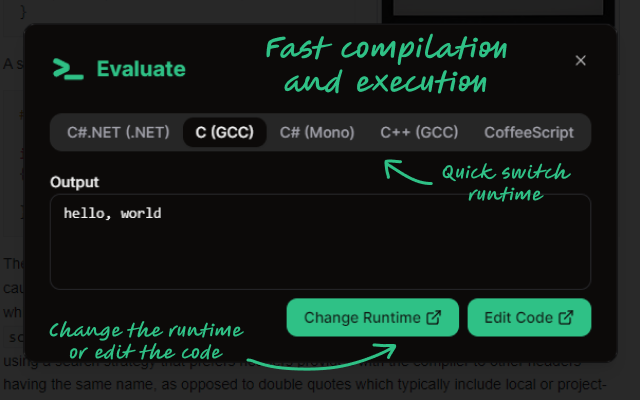 }
A s
Fast compilation
and execution
Evaluate
C#.NET (.NET) C (GCC) C# (Mono) C++ (GCC) CoffeeScript
Quick switch
runtime
Output
hello, world
The
cau
wh
Change Runtime Edit Code
Change the runtime
or edit the code
using a search strategy that prefers
with the compiler to other headers
having the same name, as opposed to double quotes which typically include local or project-